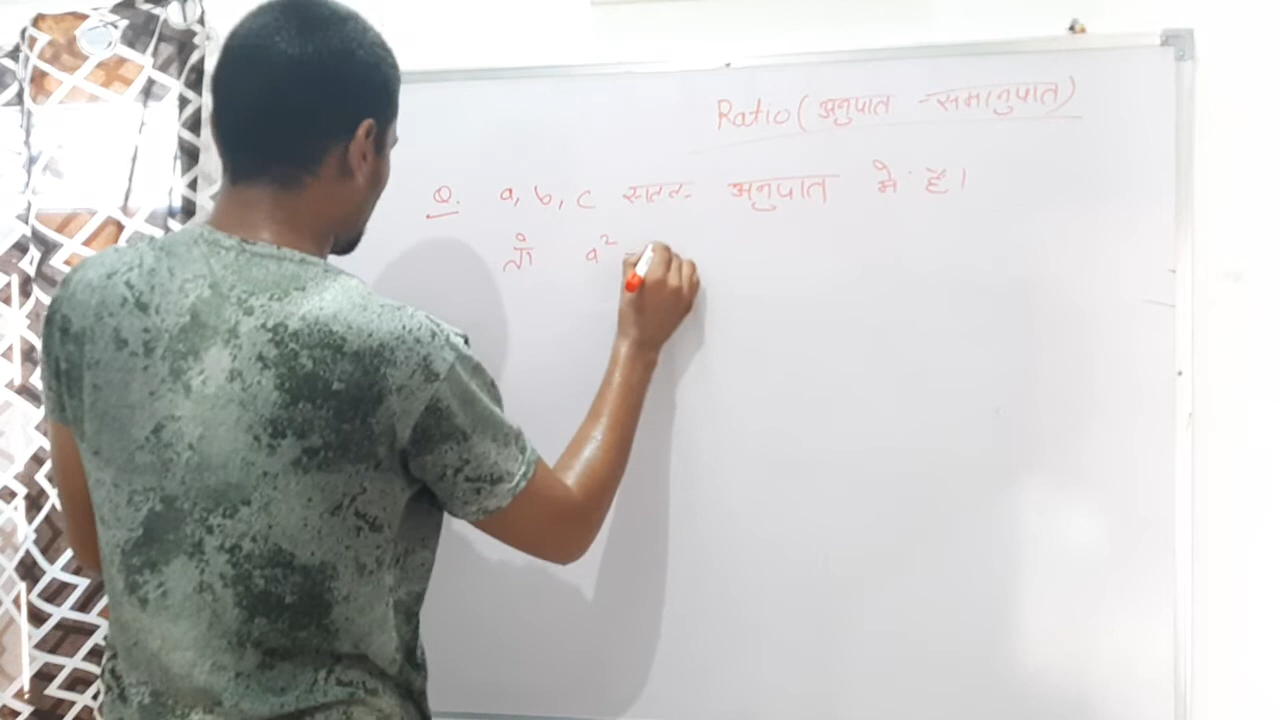 Ratio (अनुपात -समानुपात)
Q. a, b, c सतत- अनुपात में हैं।
तो a²